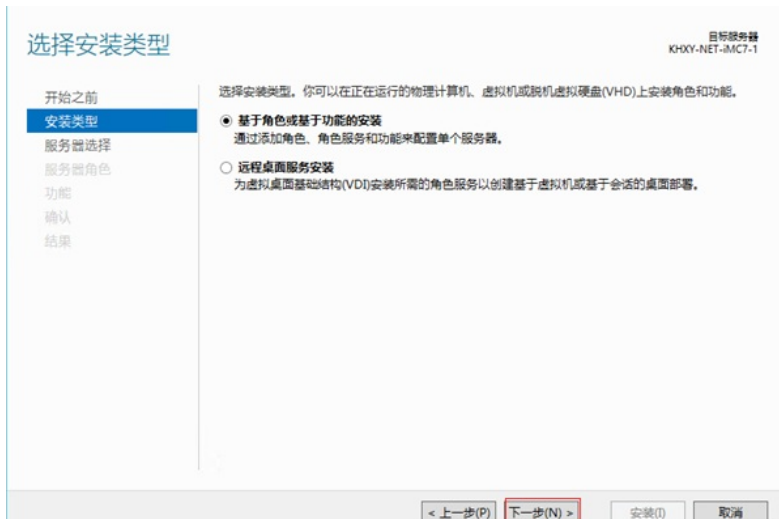 选择安装类型
目标服务器
KHXY-NET-iMC7-1
开始之前
安装类型
服务器选择
服务器角色
功能
确认
结果
选择安装类型。你可以在正在运行的物理计算机、虚拟机或脱机虚拟硬盘(VHD)上安装角色和功能。
基于角色或基于功能的安装
通过添加角色、角色服务和功能来配置单个服务器。
远程桌面服务安装
为虚拟桌面基础结构(VDI)安装所需的角色服务以创建基于虚拟机或基于会话的桌面部署。
< 上一步(P) 下一步(N) > 安装(I) 取消